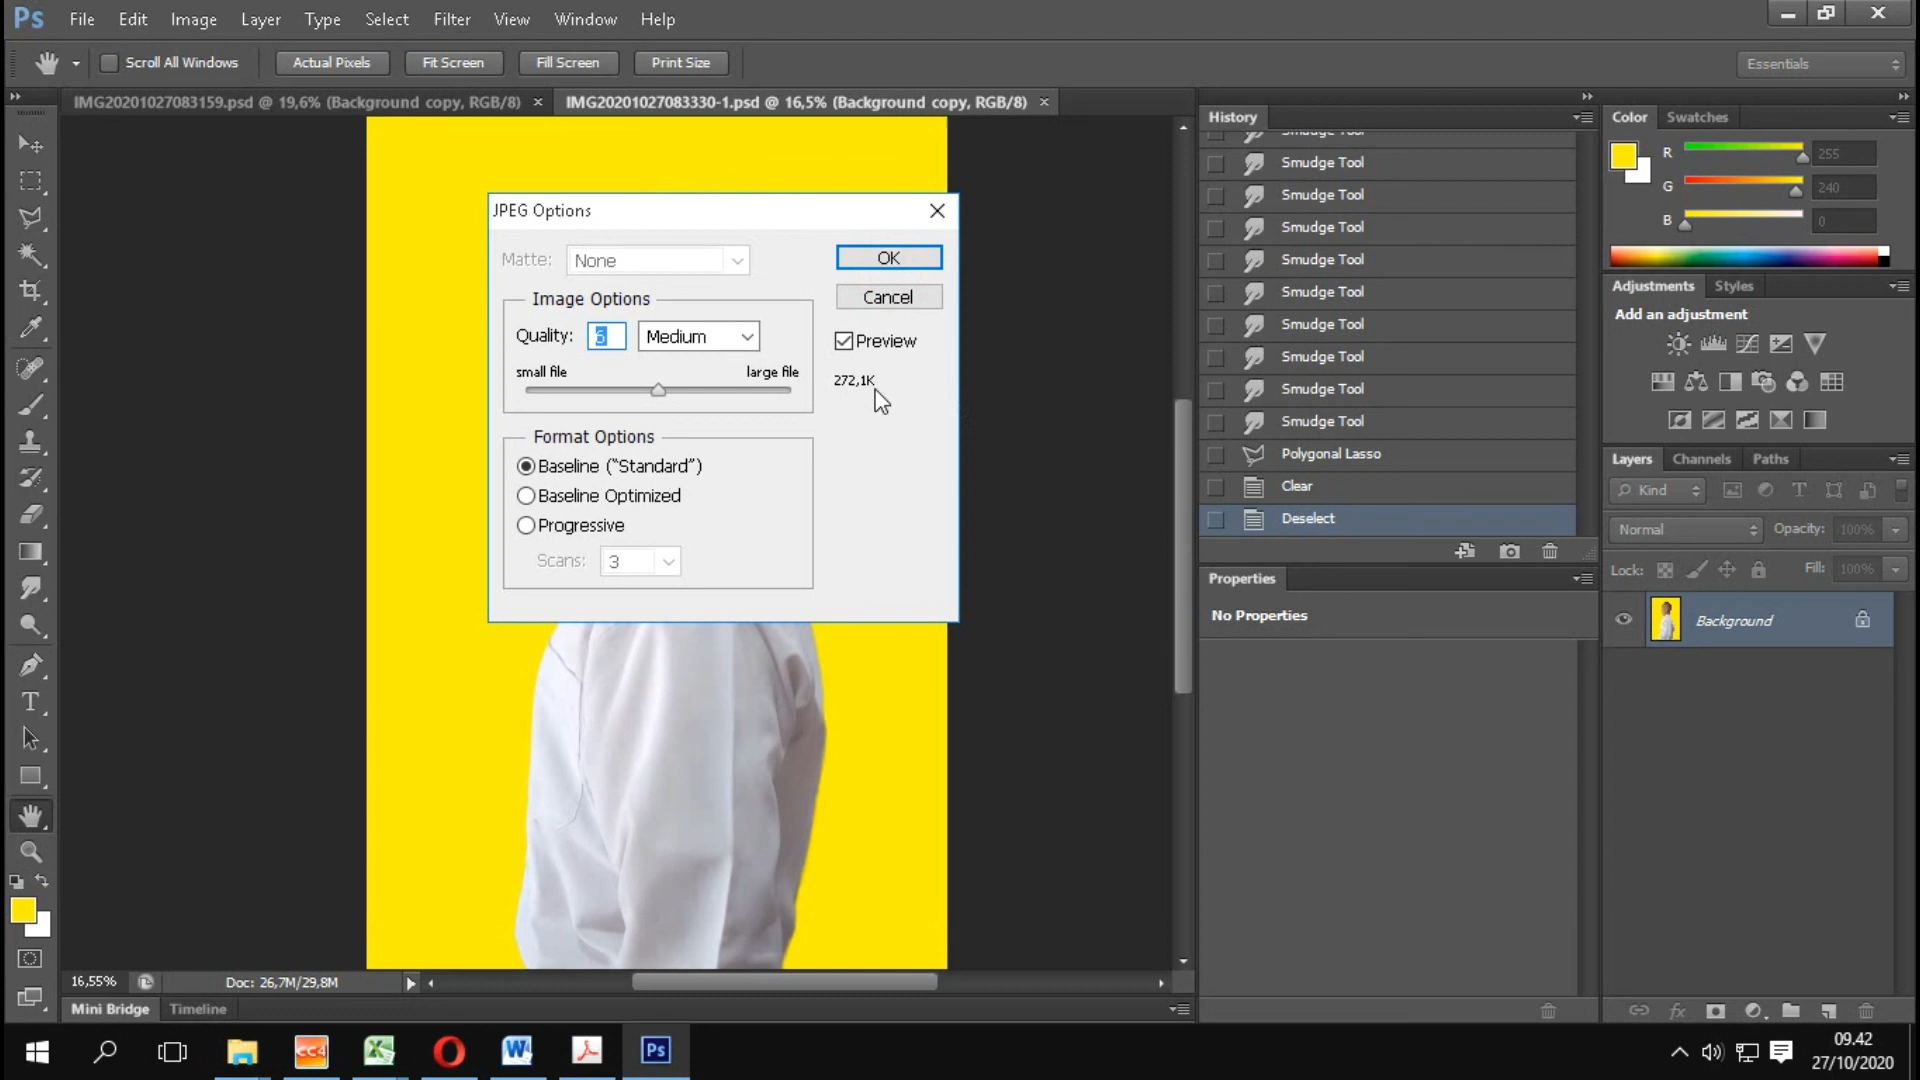 Ps File Edit Image Layer Type Select Filter View Window Help
Scroll All Windows Actual Pixels Fit Screen Fill Screen Print Size Essentials
IMG20201027083159.psd @ 19,6% (Background copy, RGB/8) × IMG20201027083330-1.psd @ 16,5% (Background copy, RGB/8) ×
JPEG Options
Matte: None
OK
Cancel
Image Options
Quality: 6 Medium
Preview
small file large file
272,1K
Format Options
Baseline ("Standard")
Baseline Optimized
Progressive
Scans: 3
History
Smudge Tool
Smudge Tool
Smudge Tool
Smudge Tool
Smudge Tool
Smudge Tool
Smudge Tool
Smudge Tool
Smudge Tool
Smudge Tool
Polygonal Lasso
Clear
Deselect
Properties
No Properties
Color Swatches
R 255
G 240
B 0
Adjustments Styles
Add an adjustment
Layers Channels Paths
Kind
Normal Opacity: 100%
Lock: Fill: 100%
Background
16,55% Doc: 26,7M/29,8M
Mini Bridge Timeline
CC4
Ps
09.42
27/10/2020